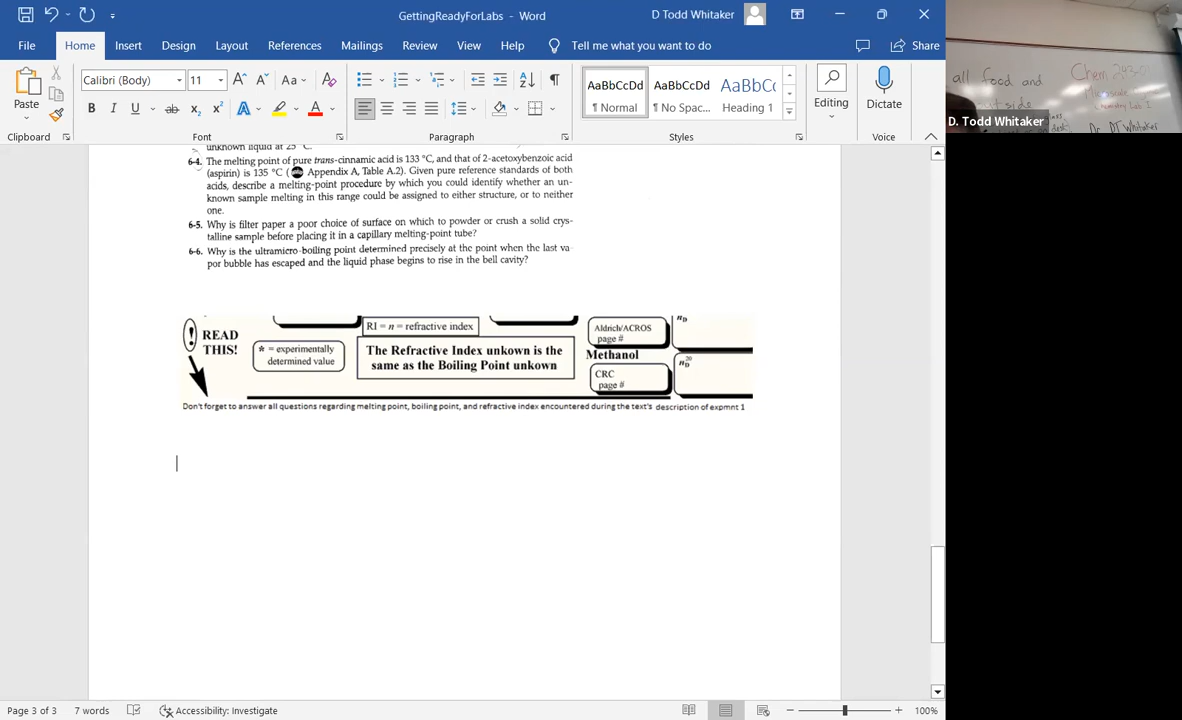 GettingReadyForLabs - Word
D Todd Whitaker
File Home Insert Design Layout References Mailings Review View Help Tell me what you want to do Share
Paste
Calibri (Body) 11
Aa
B I U ab x₂ x² A A
AaBbCcDd AaBbCcDd AaBbCc
¶ Normal ¶ No Spac... Heading 1
Editing
Dictate
Clipboard Font Paragraph Styles Voice
unknown liquid at 25 °C.
6-4. The melting point of pure trans-cinnamic acid is 133 °C, and that of 2-acetoxybenzoic acid
(aspirin) is 135 °C ( Appendix A, Table A.2). Given pure reference standards of both
acids, describe a melting-point procedure by which you could identify whether an un-
known sample melting in this range could be assigned to either structure, or to neither
one.
6-5. Why is filter paper a poor choice of surface on which to powder or crush a solid crys-
talline sample before placing it in a capillary melting-point tube?
6-6. Why is the ultramicro-boiling point determined precisely at the point when the last va-
por bubble has escaped and the liquid phase begins to rise in the bell cavity?
! READ
THIS!
* = experimentally
determined value
RI = n = refractive index
The Refractive Index unkown is the
same as the Boiling Point unkown
Aldrich/ACROS
page #
Methanol
CRC
page #
nD
n20D
Don't forget to answer all questions regarding melting point, boiling point, and refractive index encountered during the text's description of expmnt 1
Page 3 of 3 7 words Accessibility: Investigate 100%
all food and
side
Chem
Microscale
Lab I
Dr. DT Whitaker
D. Todd Whitaker